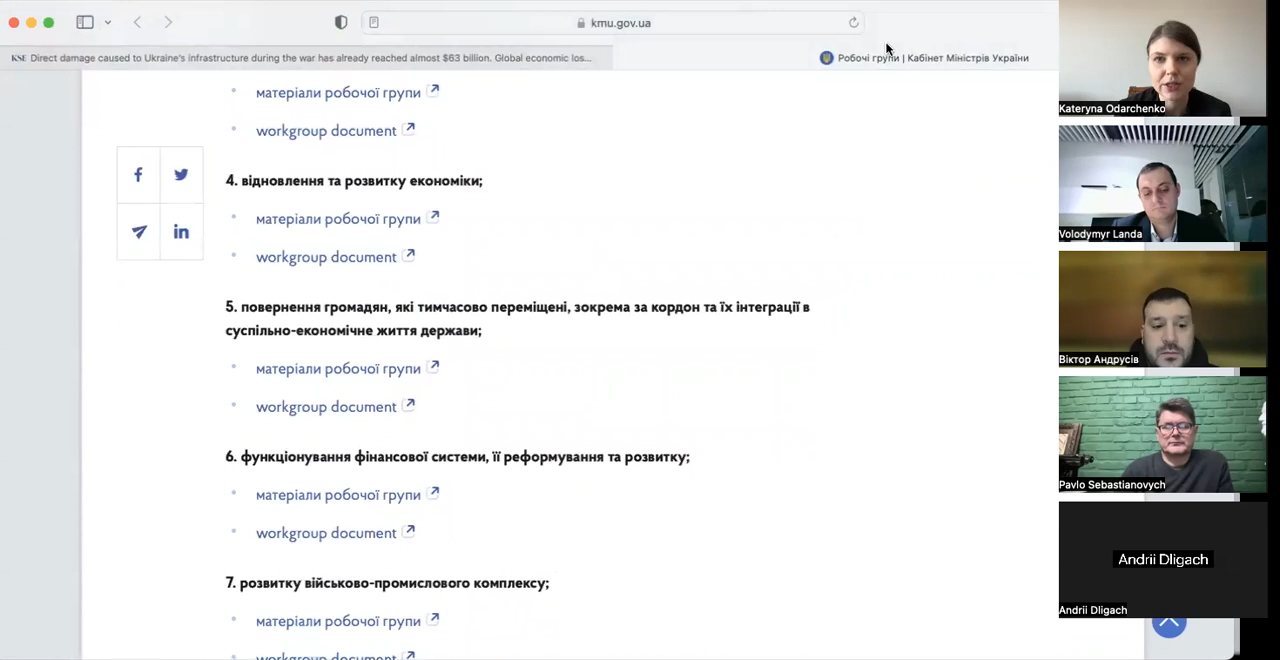 kmu.gov.ua
KSE Direct damage caused to Ukraine's infrastructure during the war has already reached almost $63 billion. Global economic los...
Робочі групи | Кабінет Міністрів України
матеріали робочої групи
workgroup document
4. відновлення та розвитку економіки;
матеріали робочої групи
workgroup document
5. повернення громадян, які тимчасово переміщені, зокрема за кордон та їх інтеграції в
суспільно-економічне життя держави;
матеріали робочої групи
workgroup document
6. функціонування фінансової системи, її реформування та розвитку;
матеріали робочої групи
workgroup document
7. розвитку військово-промислового комплексу;
матеріали робочої групи
workgroup document
Kateryna Odarchenko
Volodymyr Landa
Віктор Андрусів
Pavlo Sebastianovych
Andrii Dligach
Andrii Dligach